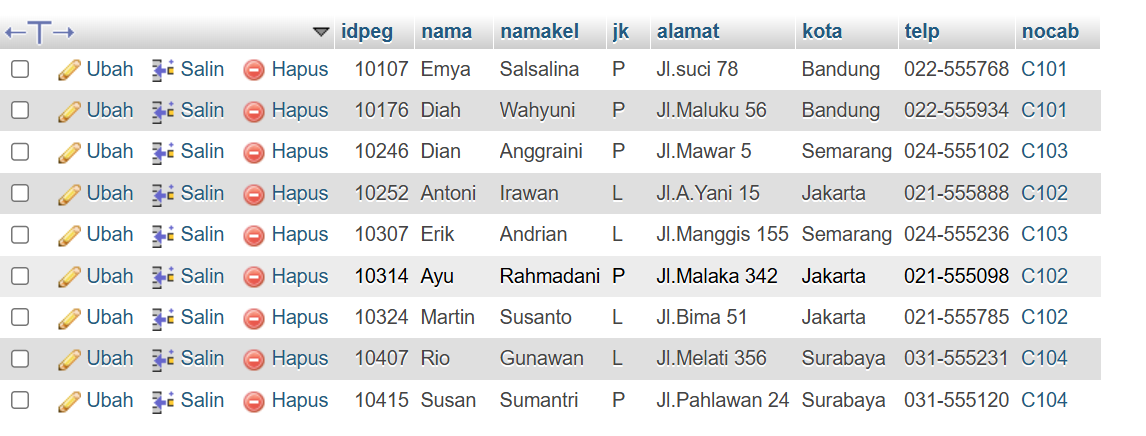 idpeg nama namakel jk alamat kota telp nocab
Ubah Salin Hapus 10107 Emya Salsalina P Jl.suci 78 Bandung 022-555768 C101
Ubah Salin Hapus 10176 Diah Wahyuni P Jl.Maluku 56 Bandung 022-555934 C101
Ubah Salin Hapus 10246 Dian Anggraini P Jl.Mawar 5 Semarang 024-555102 C103
Ubah Salin Hapus 10252 Antoni Irawan L Jl.A.Yani 15 Jakarta 021-555888 C102
Ubah Salin Hapus 10307 Erik Andrian L Jl.Manggis 155 Semarang 024-555236 C103
Ubah Salin Hapus 10314 Ayu Rahmadani P Jl.Malaka 342 Jakarta 021-555098 C102
Ubah Salin Hapus 10324 Martin Susanto L Jl.Bima 51 Jakarta 021-555785 C102
Ubah Salin Hapus 10407 Rio Gunawan L Jl.Melati 356 Surabaya 031-555231 C104
Ubah Salin Hapus 10415 Susan Sumantri P Jl.Pahlawan 24 Surabaya 031-555120 C104